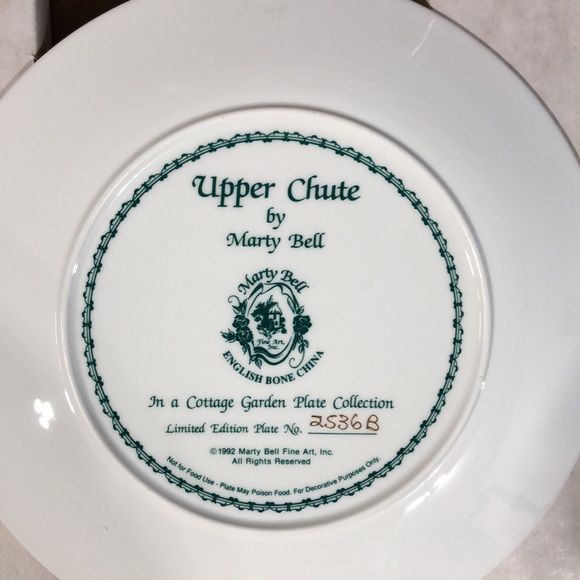 Upper Chute
by
Marty Bell
Marty Bell
Fine Art,
Inc.
ENGLISH BONE CHINA
In a Cottage Garden Plate Collection
Limited Edition Plate No. 2536B
©1992 Marty Bell Fine Art, Inc.
All Rights Reserved
Not for Food Use - Plate May Poison Food. For Decorative Purposes Only.